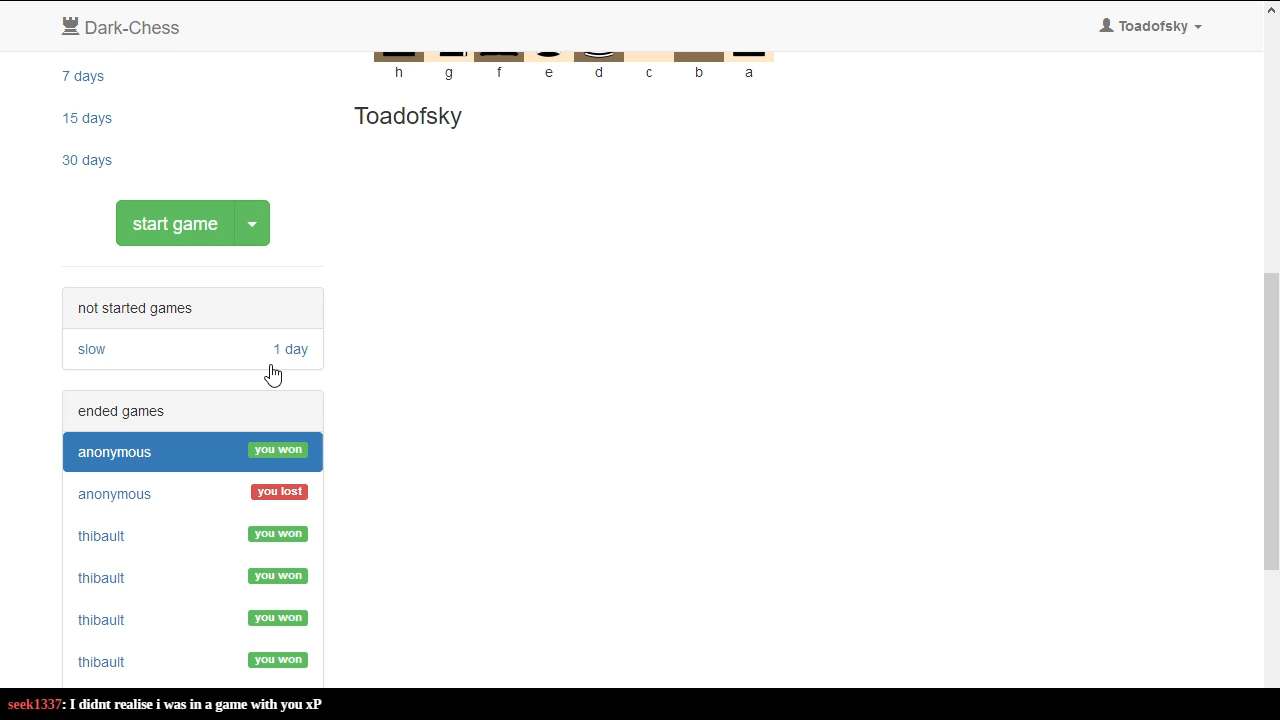 Dark-Chess
Toadofsky
7 days
h g f e d c b a
15 days
Toadofsky
30 days
start game
not started games
slow 1 day
ended games
anonymous you won
anonymous you lost
thibault you won
thibault you won
thibault you won
thibault you won
seek1337: I didnt realise i was in a game with you xP